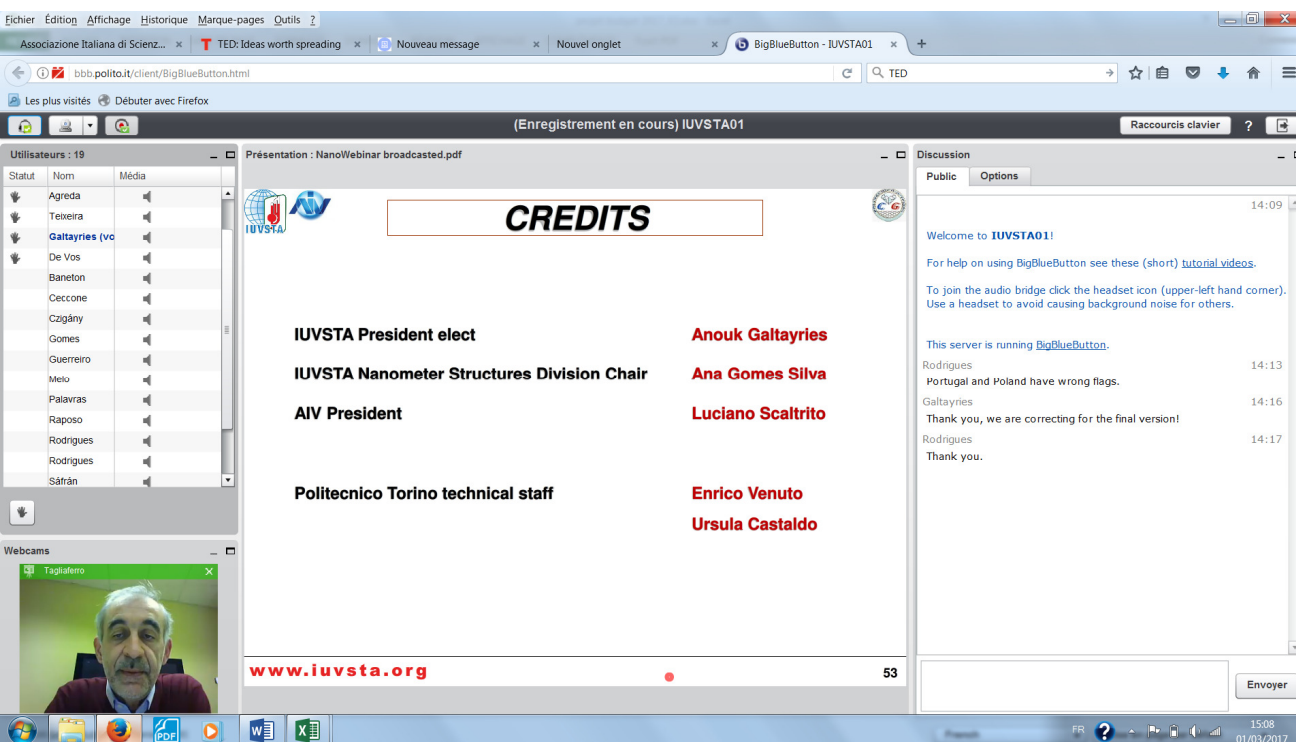 Fichier Édition Affichage Historique Marque-pages Outils ?
Associazione Italiana di Scienz... × TED: Ideas worth spreading × Nouveau message × Nouvel onglet × BigBlueButton - IUVSTA01 × +
bbb.polito.it/client/BigBlueButton.html TED
Les plus visités Débuter avec Firefox
(Enregistrement en cours) IUVSTA01 Raccourcis clavier ?
Utilisateurs : 19
Statut Nom Média
Agreda
Teixeira
Galtayries (vo
De Vos
Baneton
Ceccone
Czigány
Gomes
Guerreiro
Melo
Palavras
Raposo
Rodrigues
Rodrigues
Sáfrán
Webcams
Tagliaferro
Présentation : NanoWebinar broadcasted.pdf
IUVSTA
AIV
CREDITS
IUVSTA President elect Anouk Galtayries
IUVSTA Nanometer Structures Division Chair Ana Gomes Silva
AIV President Luciano Scaltrito
Politecnico Torino technical staff Enrico Venuto
Ursula Castaldo
www.iuvsta.org 53
Discussion
Public Options
14:09
Welcome to IUVSTA01!
For help on using BigBlueButton see these (short) tutorial videos.
To join the audio bridge click the headset icon (upper-left hand corner).
Use a headset to avoid causing background noise for others.
This server is running BigBlueButton.
Rodrigues 14:13
Portugal and Poland have wrong flags.
Galtayries 14:16
Thank you, we are correcting for the final version!
Rodrigues 14:17
Thank you.
Envoyer
PDF
FR
15:08
01/03/2017